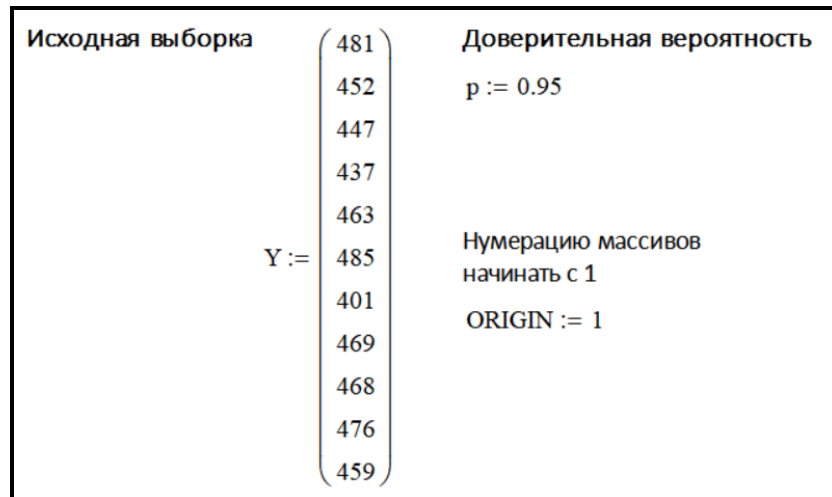 Исходная выборка
Доверительная вероятность
p := 0.95
Y :=
481
452
447
437
463
485
401
469
468
476
459
Нумерацию массивов
начинать с 1
ORIGIN := 1